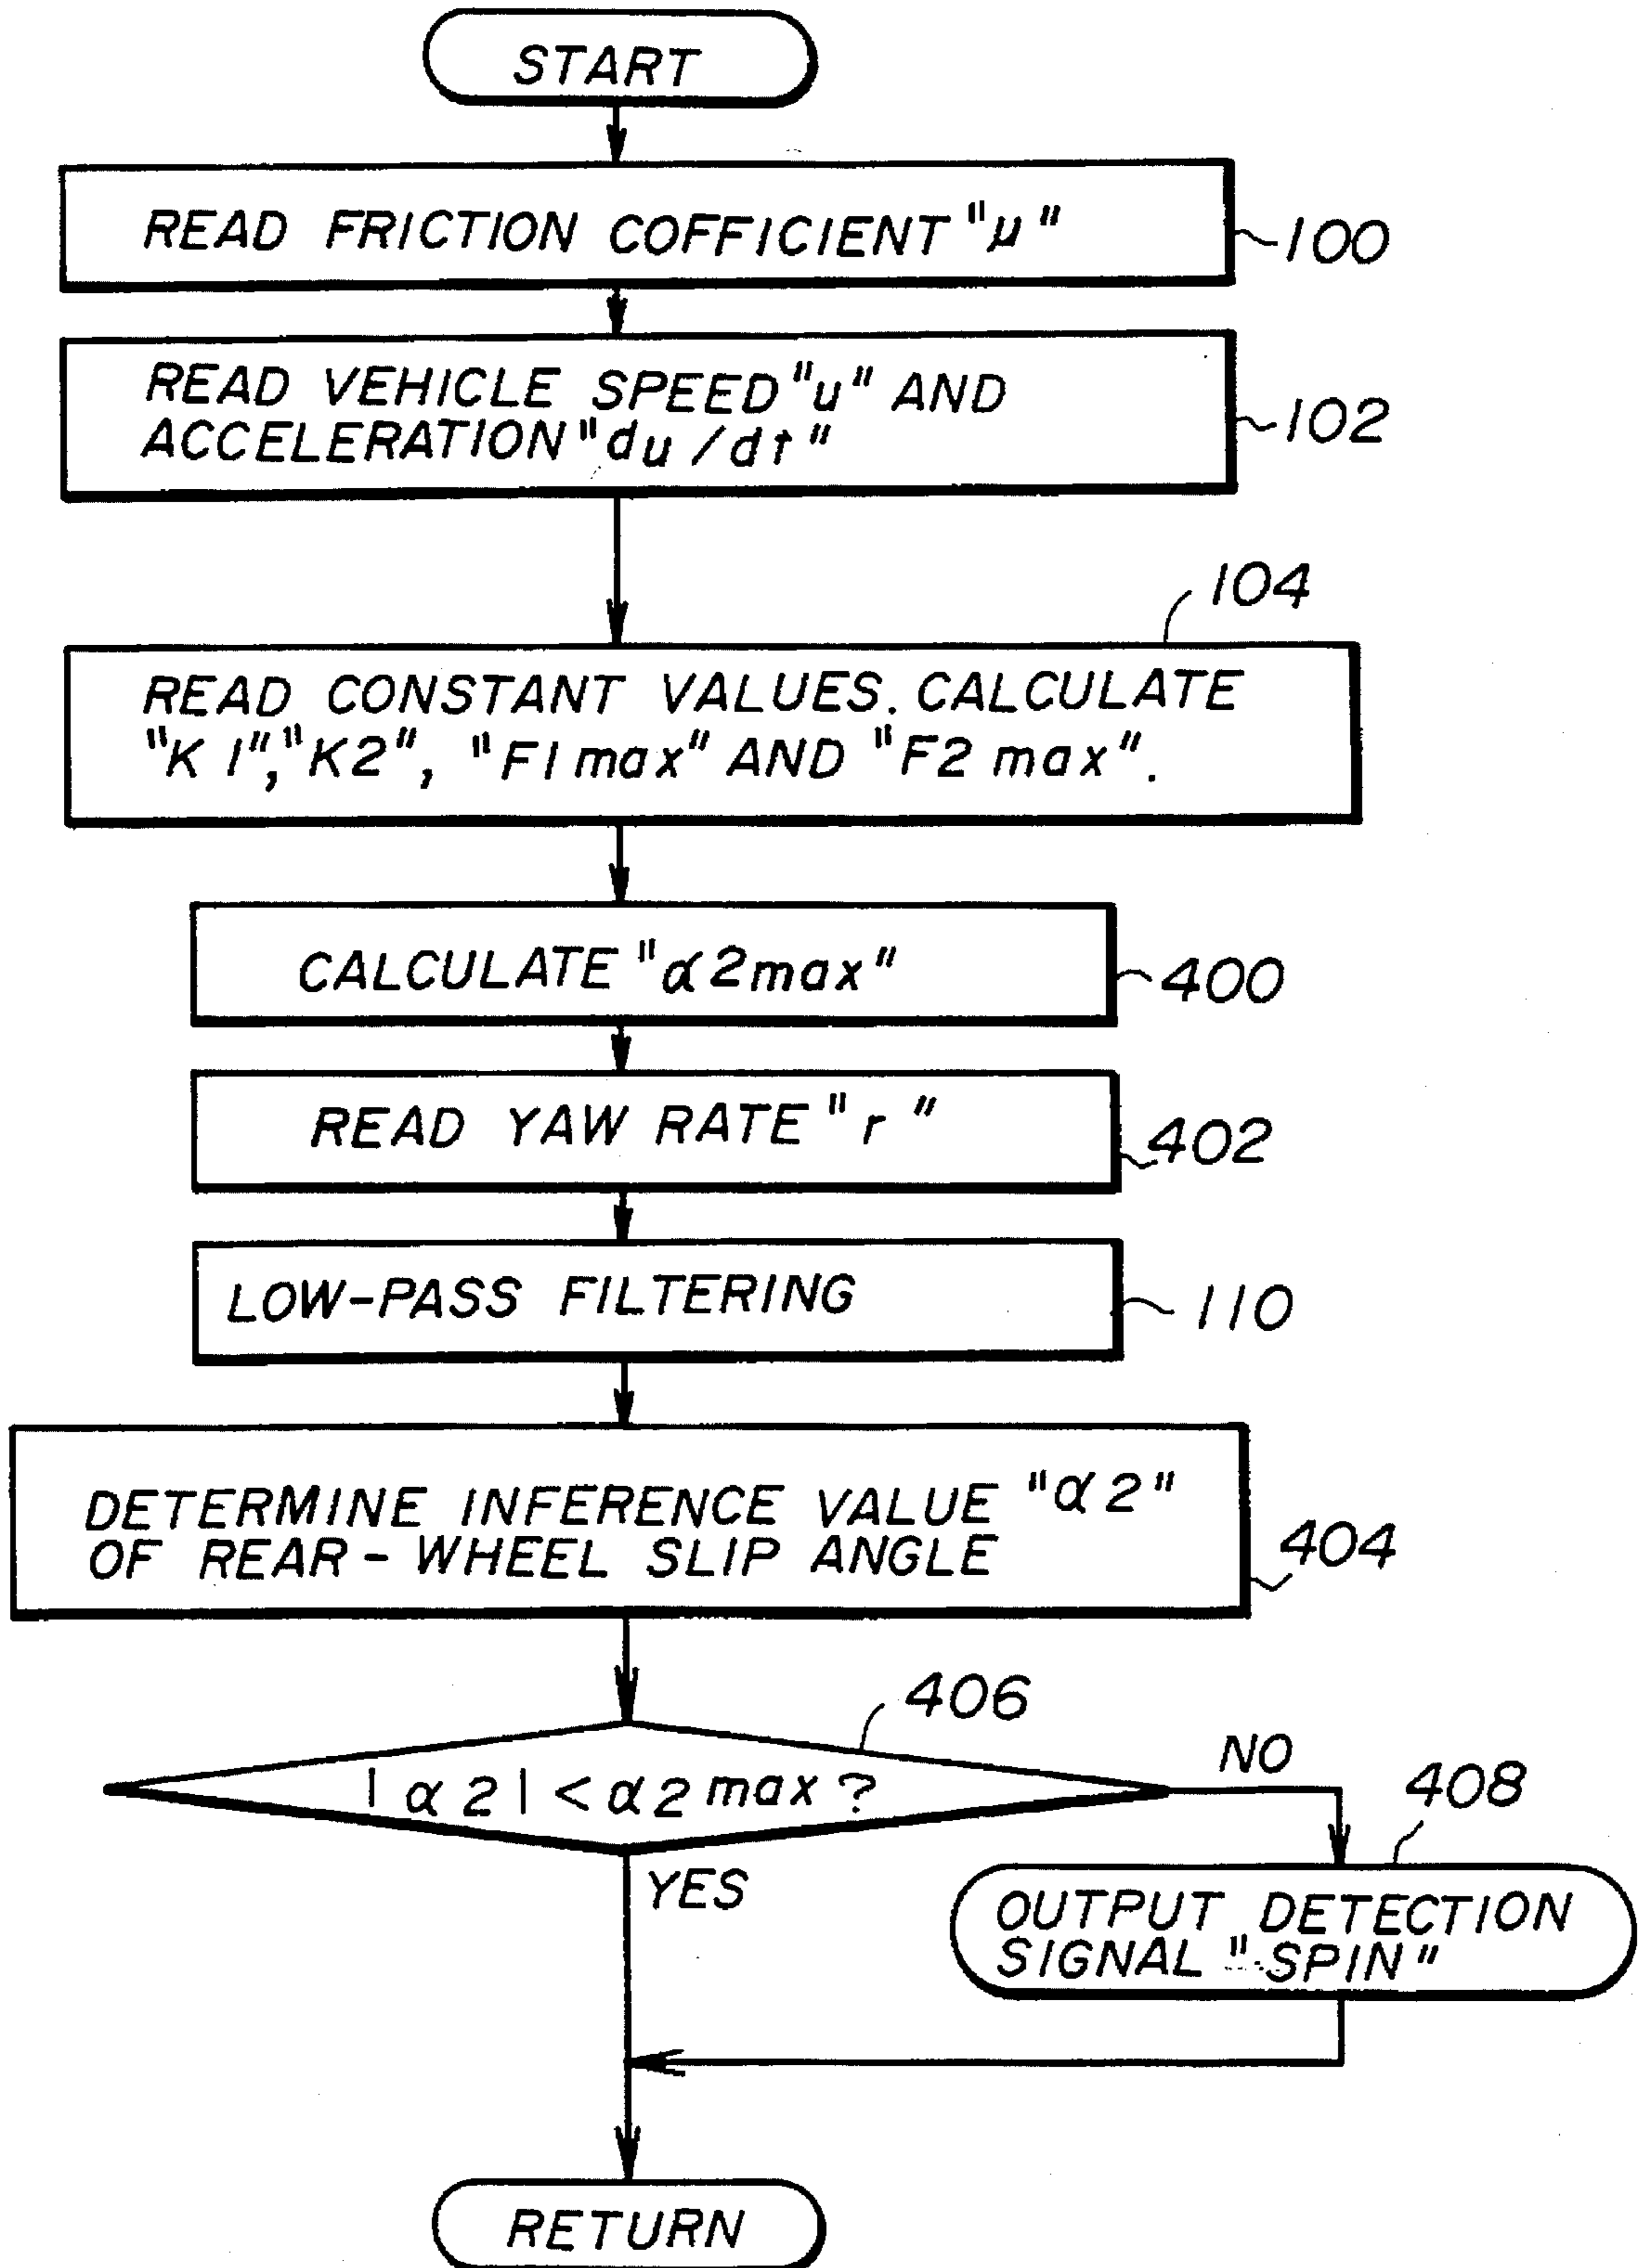 START
READ FRICTION COFFICIENT "μ"
100
READ VEHICLE SPEED "u" AND
ACCELERATION "du/dt"
102
104
READ CONSTANT VALUES. CALCULATE
"K1", "K2", "F1max" AND "F2max".
CALCULATE "α2max"
400
READ YAW RATE "r"
402
LOW-PASS FILTERING
110
DETERMINE INFERENCE VALUE "α2"
OF REAR-WHEEL SLIP ANGLE
404
406
|α2| < α2max?
NO
408
YES
OUTPUT DETECTION
SIGNAL "SPIN"
RETURN